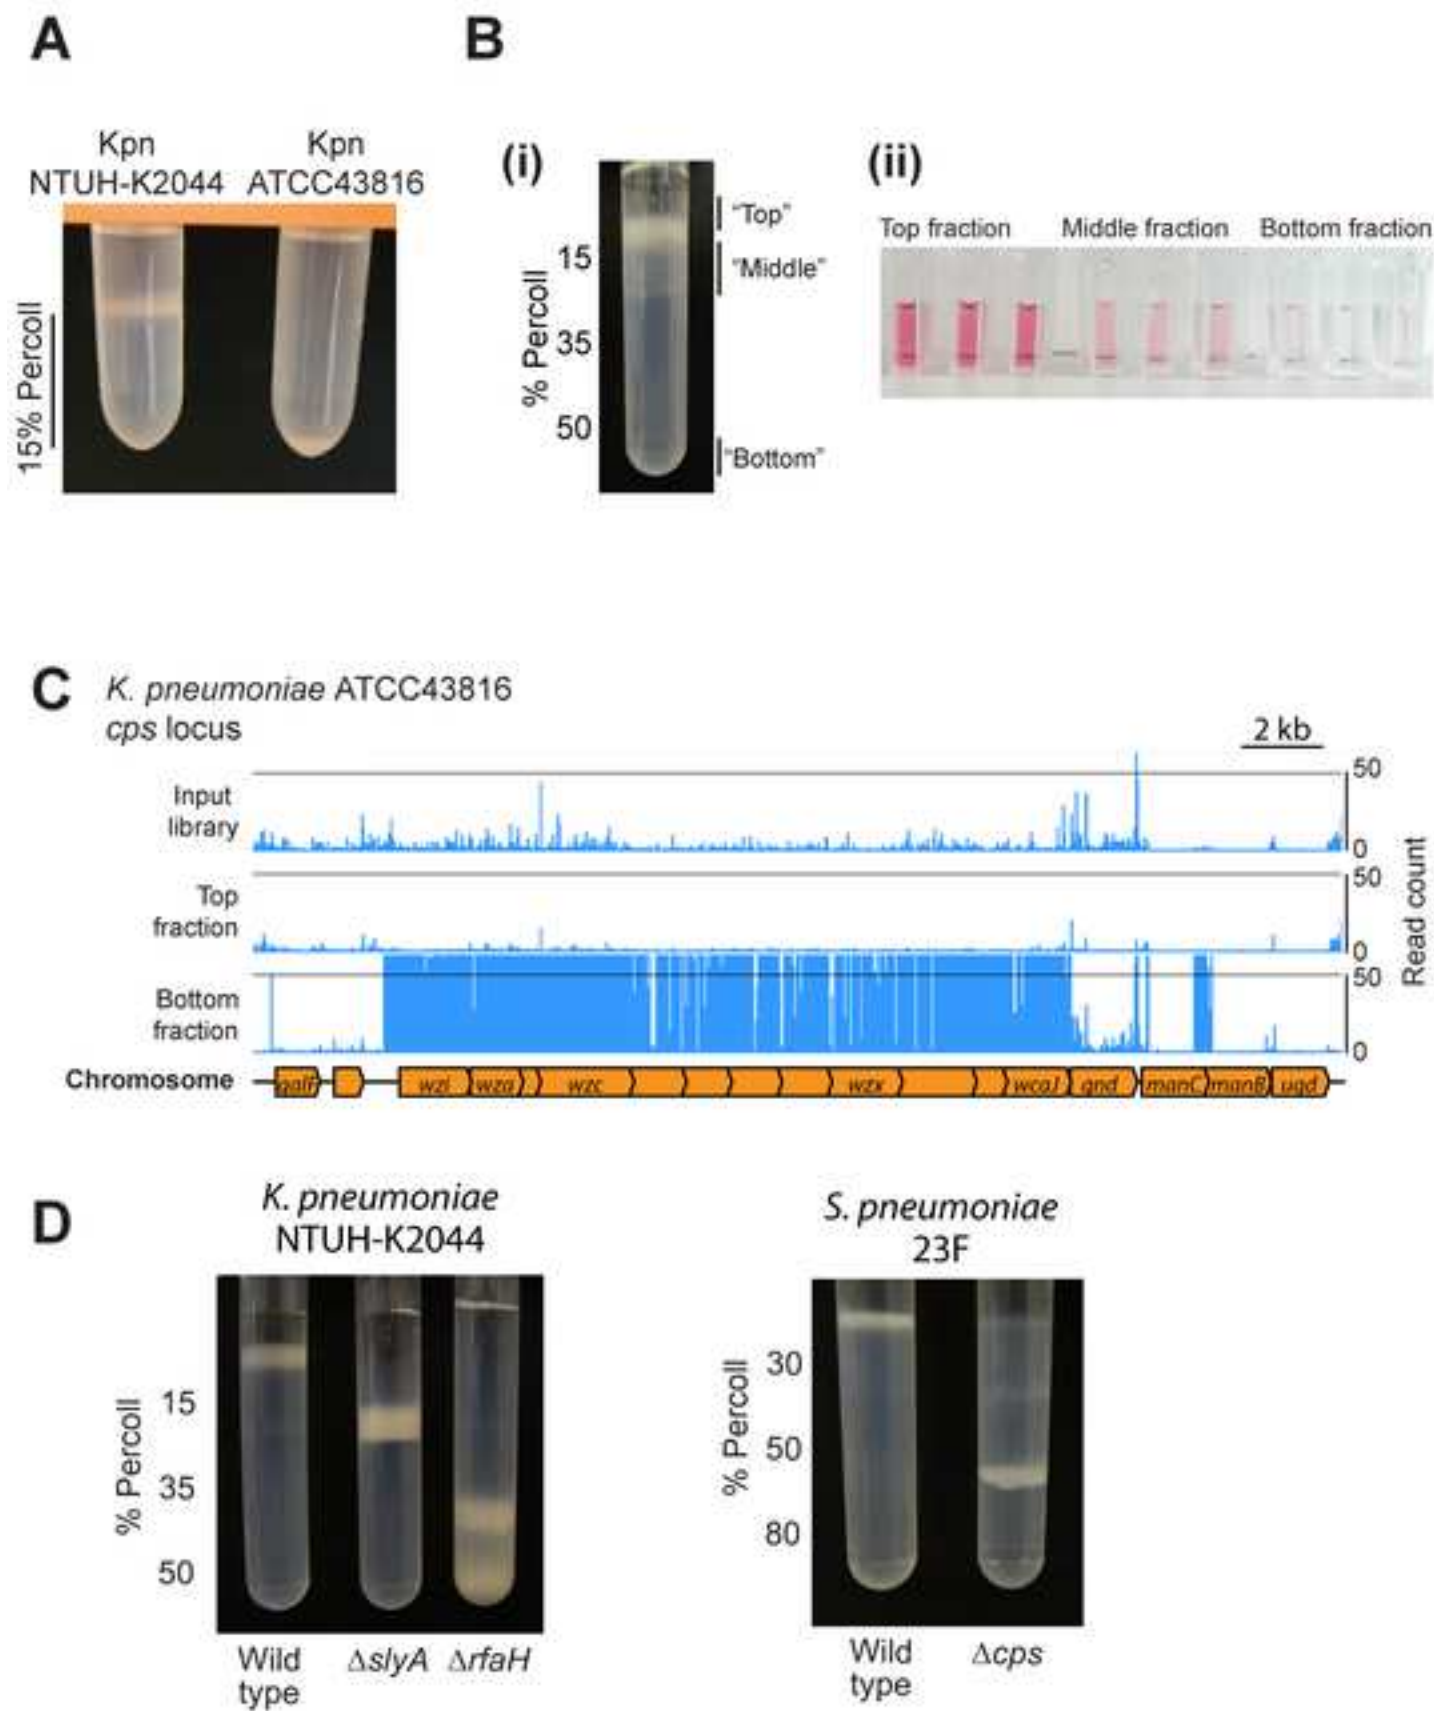 A
B
Kpn
NTUH-K2044
Kpn
ATCC43816
15% Percoll
(i)
% Percoll
15
35
50
“Top”
“Middle”
“Bottom”
(ii)
Top fraction
Middle fraction
Bottom fraction
C
K. pneumoniae ATCC43816
cps locus
2 kb
Input
library
50
0
Top
fraction
50
0
Bottom
fraction
50
0
Read count
Chromosome
galF
wzi
wza
wzc
wzx
wcaJ
gnd
manC
manB
ugd
D
K. pneumoniae
NTUH-K2044
% Percoll
15
35
50
Wild
type
ΔslyA
ΔrfaH
S. pneumoniae
23F
% Percoll
30
50
80
Wild
type
Δcps